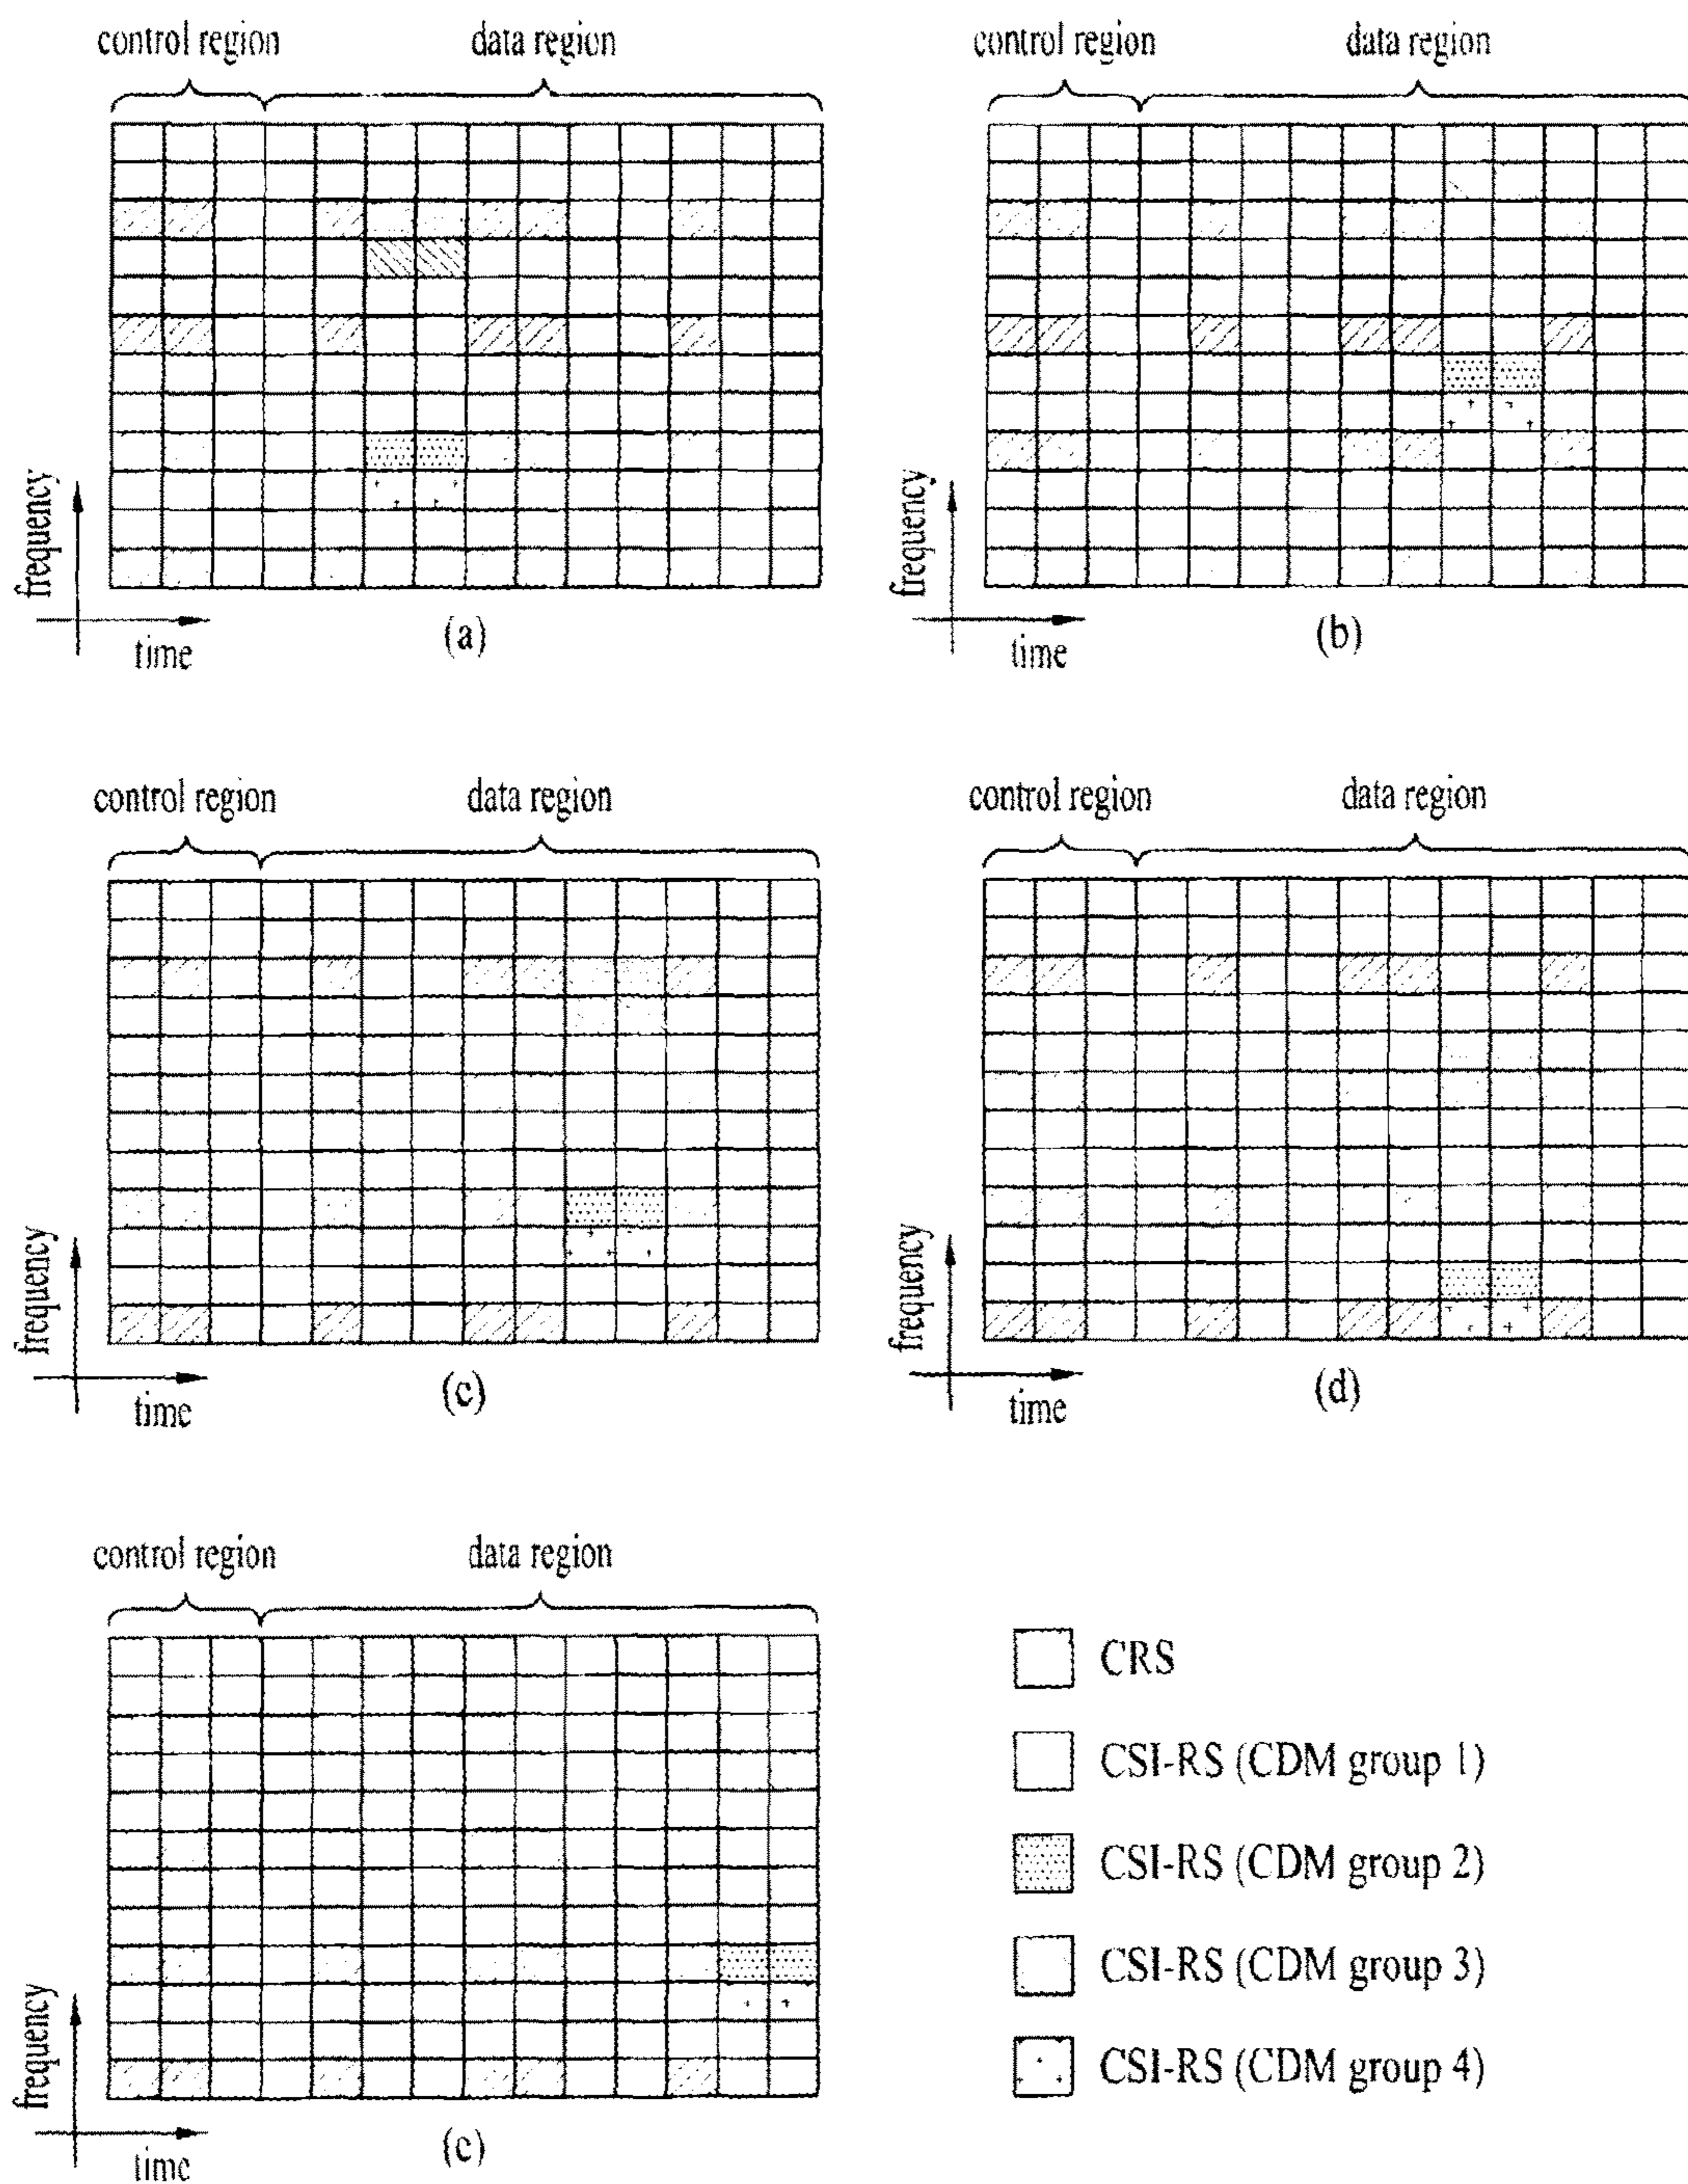 control region data region
control region data region
frequency
time
(a)
frequency
time
(b)
control region data region
control region data region
frequency
time
(c)
frequency
time
(d)
control region data region
frequency
time
(c)
CRS
CSI-RS (CDM group 1)
CSI-RS (CDM group 2)
CSI-RS (CDM group 3)
CSI-RS (CDM group 4)